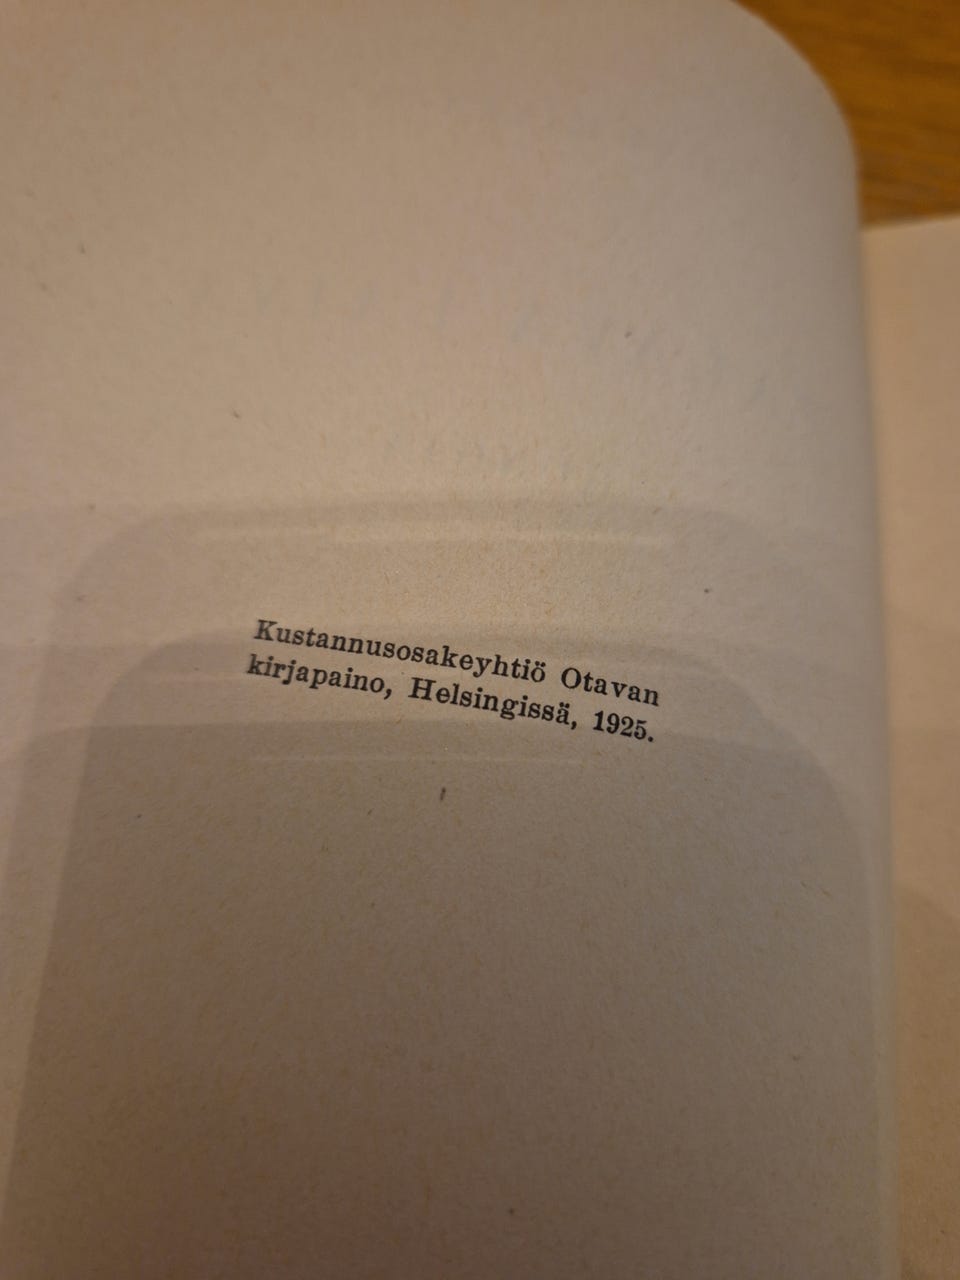 Kustannusosakeyhtiö Otavan
kirjapaino, Helsingissä, 1925.